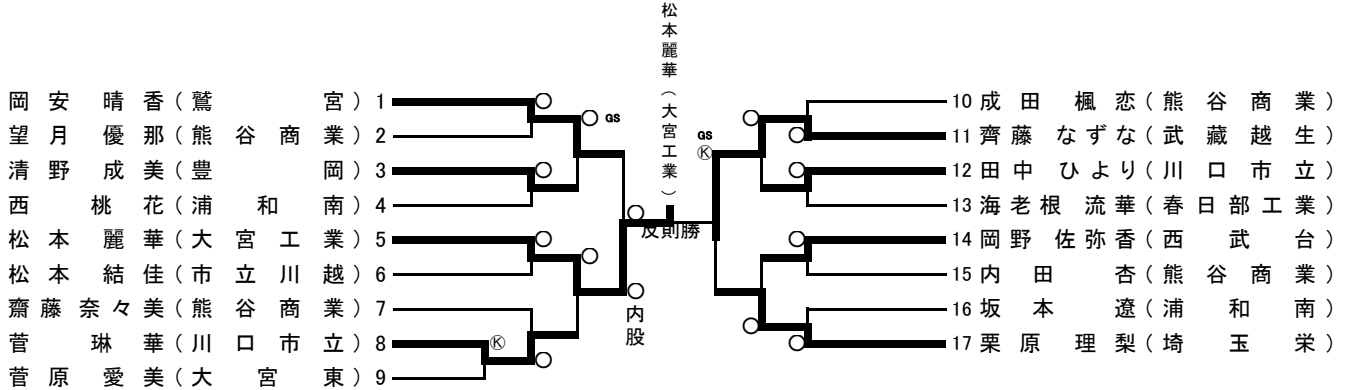 松本麗華（大宮工業）
岡安 晴香(鷲宮) 1
望月 優那(熊谷商業) 2
清野 成美(豊岡) 3
西 桃花(浦和南) 4
松本 麗華(大宮工業) 5
松本 結佳(市立川越) 6
齋藤 奈々美(熊谷商業) 7
菅 琳華(川口市立) 8
菅原 愛美(大宮東) 9
○
○
○
○
○ GS
○
Ⓚ
○
○
内股
○
反則勝
GS
Ⓚ
○
○
○
○
○
○
10 成田 楓恋(熊谷商業)
11 齊藤 なずな(武蔵越生)
12 田中 ひより(川口市立)
13 海老根 流華(春日部工業)
14 岡野 佐弥香(西武台)
15 内田 杏(熊谷商業)
16 坂本 遼(浦和南)
17 栗原 理梨(埼玉栄)